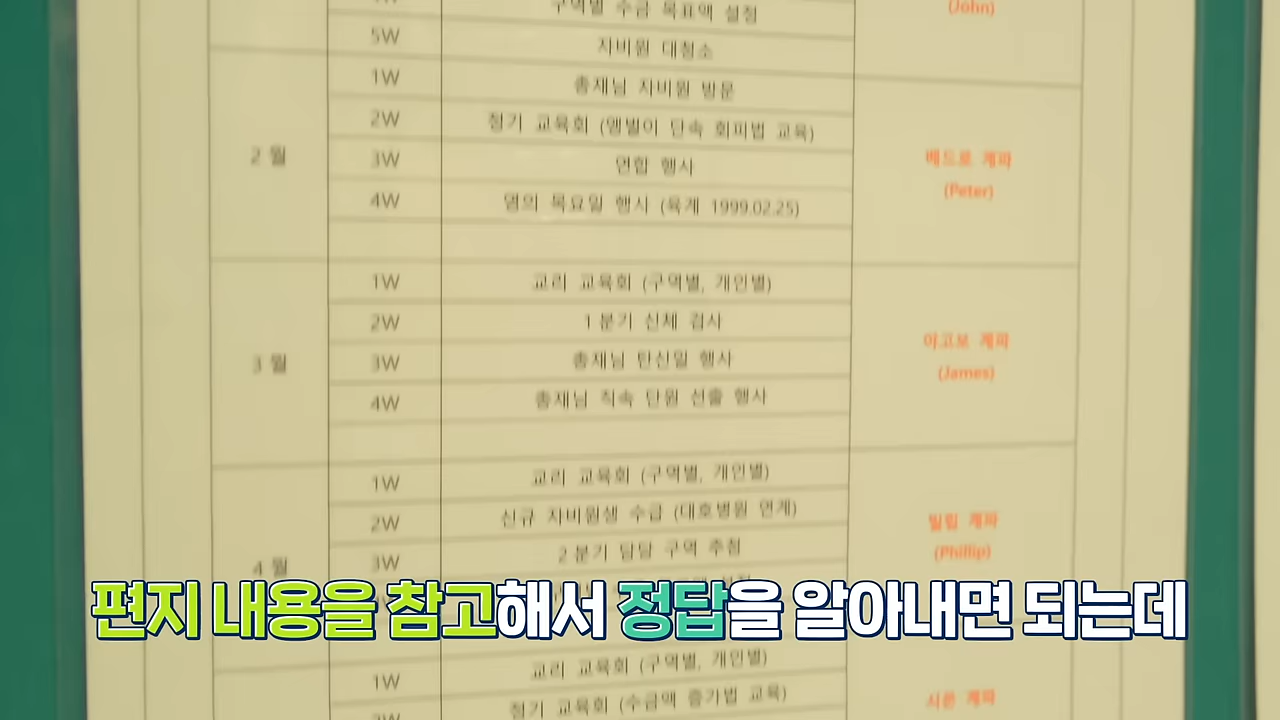 구역별 수금 목표액 설정
(John)
5W 자비원 대청소
2월
1W 총재님 자비원 방문
2W 정기 교육회 (앵벌이 단속 회피법 교육)
3W 연합 행사
4W 명의 목요일 행사 (육계 1999.02.25)
베드로 계파
(Peter)
3월
1W 교리 교육회 (구역별, 개인별)
2W 1분기 신체 검사
3W 총재님 탄신일 행사
4W 총재님 직속 단원 선출 행사
야고보 계파
(James)
4월
1W 교리 교육회 (구역별, 개인별)
2W 신규 자비원생 수급 (대호병원 연계)
3W 2분기 담당 구역 추첨
빌립 계파
(Phillip)
편지 내용을 참고해서 정답을 알아내면 되는데
1W 교리 교육회 (구역별, 개인별)
정기 교육회 (수금액 증가법 교육)
시몬 계파